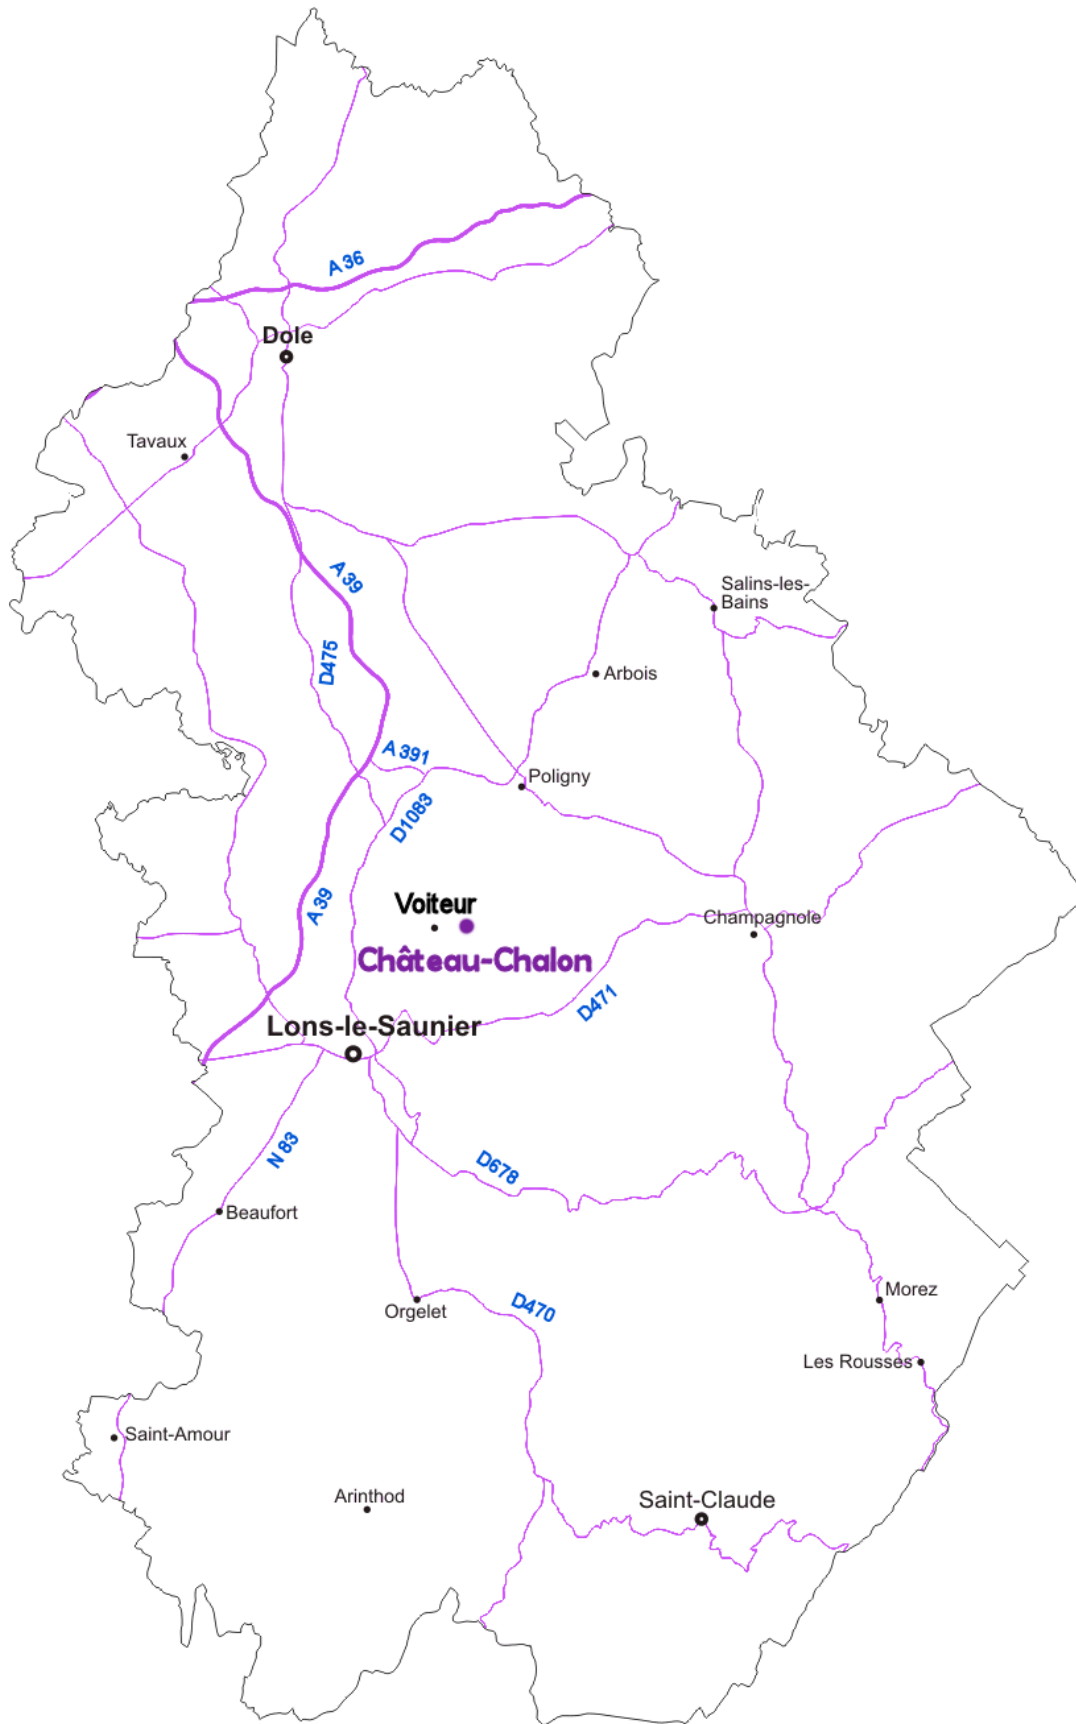 A 36
Dole
Tavaux
A 39
Salins-les-
Bains
D475
Arbois
A 391
Poligny
D1083
A 39
Voiteur
Champagnole
Château-Chalon
D471
Lons-le-Saunier
N 83
D678
Beaufort
Morez
Orgelet
D470
Les Rousses
Saint-Amour
Arinthod
Saint-Claude